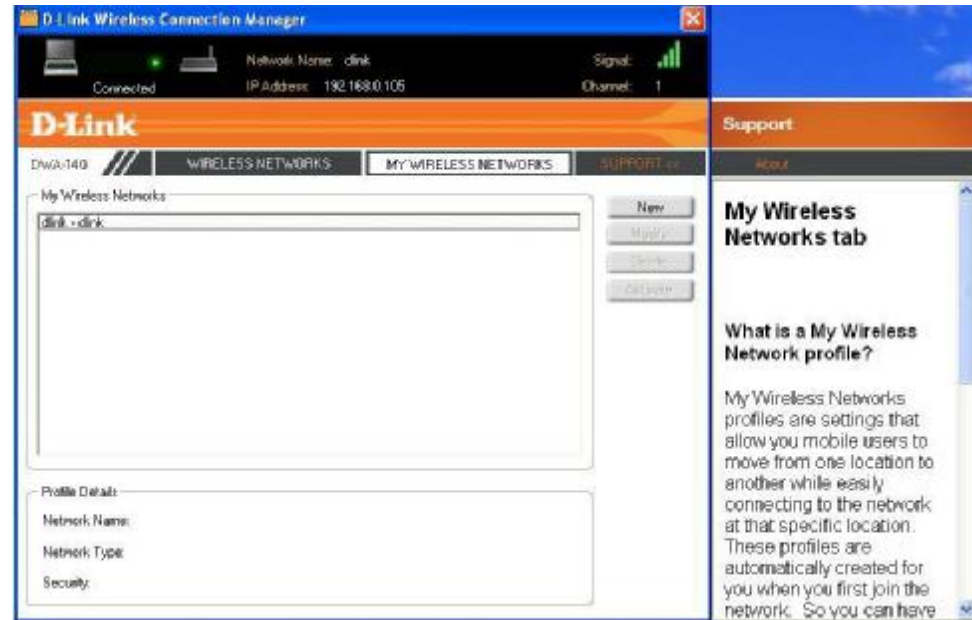 D-Link Wireless Connection Manager
Network Name: dlink
Signal:
Connected
IP Address: 192.168.0.105
Channel: 1
D-Link
Support
DWA-140
WIRELESS NETWORKS
MY WIRELESS NETWORKS
SUPPORT <<
About
My Wireless Networks
dlink - dlink
New
Modify
Delete
Activate
Profile Details
Network Name:
Network Type:
Security:
My Wireless
Networks tab
What is a My Wireless
Network profile?
My Wireless Networks
profiles are settings that
allow you mobile users to
move from one location to
another while easily
connecting to the network
at that specific location.
These profiles are
automatically created for
you when you first join the
network. So you can have